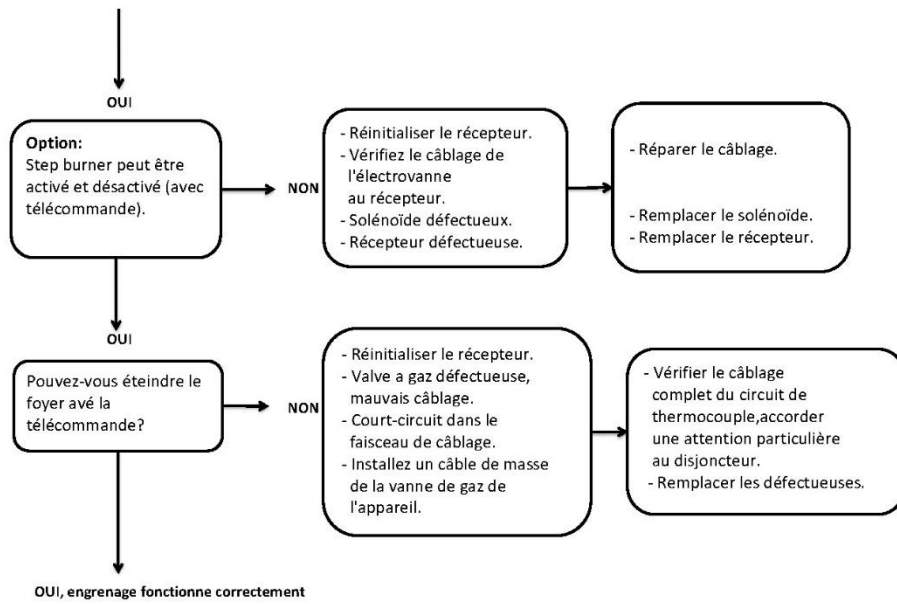 OUI
Option:
Step burner peut être
activé et désactivé (avec
télécommande).
NON
- Réinitialiser le récepteur.
- Vérifiez le câblage de
l'électrovanne
au récepteur.
- Solénoïde défectueux.
- Récepteur défectueuse.
- Réparer le câblage.
- Remplacer le solénoïde.
- Remplacer le récepteur.
OUI
Pouvez-vous éteindre le
foyer avé la
télécommande?
NON
- Réinitialiser le récepteur.
- Valve a gaz défectueuse,
mauvais câblage.
- Court-circuit dans le
faisceau de câblage.
- Installez un câble de masse
de la vanne de gaz de
l'appareil.
- Vérifier le câblage
complet du circuit de
thermocouple,accorder
une attention particulière
au disjoncteur.
- Remplacer les défectueuses.
OUI, engrenage fonctionne correctement